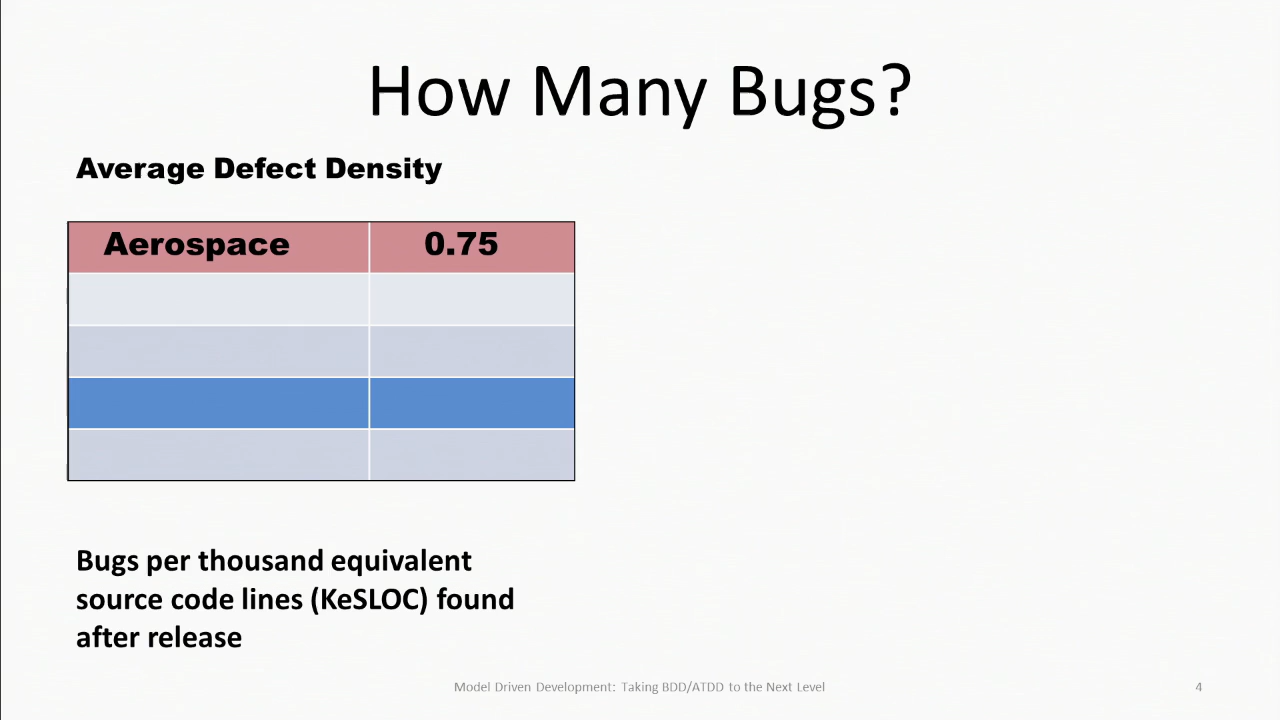 How Many Bugs?
Average Defect Density
Aerospace 0.75
Bugs per thousand equivalent
source code lines (KeSLOC) found
after release
Model Driven Development: Taking BDD/ATDD to the Next Level
4